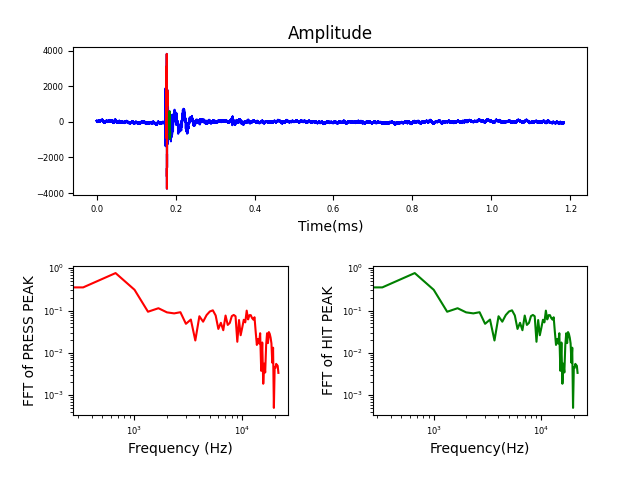 Amplitude
4000
2000
0
−2000
−4000
0.0 0.2 0.4 0.6 0.8 1.0 1.2
Time(ms)
FFT of PRESS PEAK
10⁰
10⁻¹
10⁻²
10⁻³
10³ 10⁴
Frequency (Hz)
FFT of HIT PEAK
10⁰
10⁻¹
10⁻²
10⁻³
10³ 10⁴
Frequency(Hz)